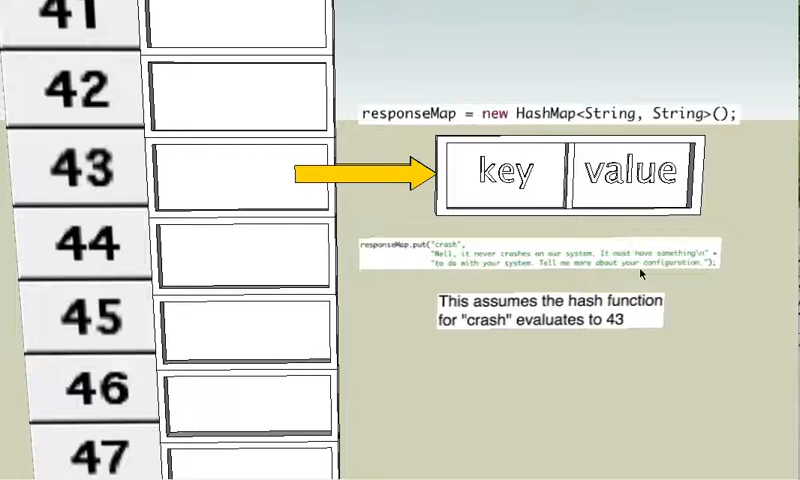 41
42
43
44
45
46
47
responseMap = new HashMap<String, String>();
key value
responseMap.put("crash",
"Well, it never crashes on our system. It must have something\n" +
"to do with your system. Tell me more about your configuration.");
This assumes the hash function
for "crash" evaluates to 43